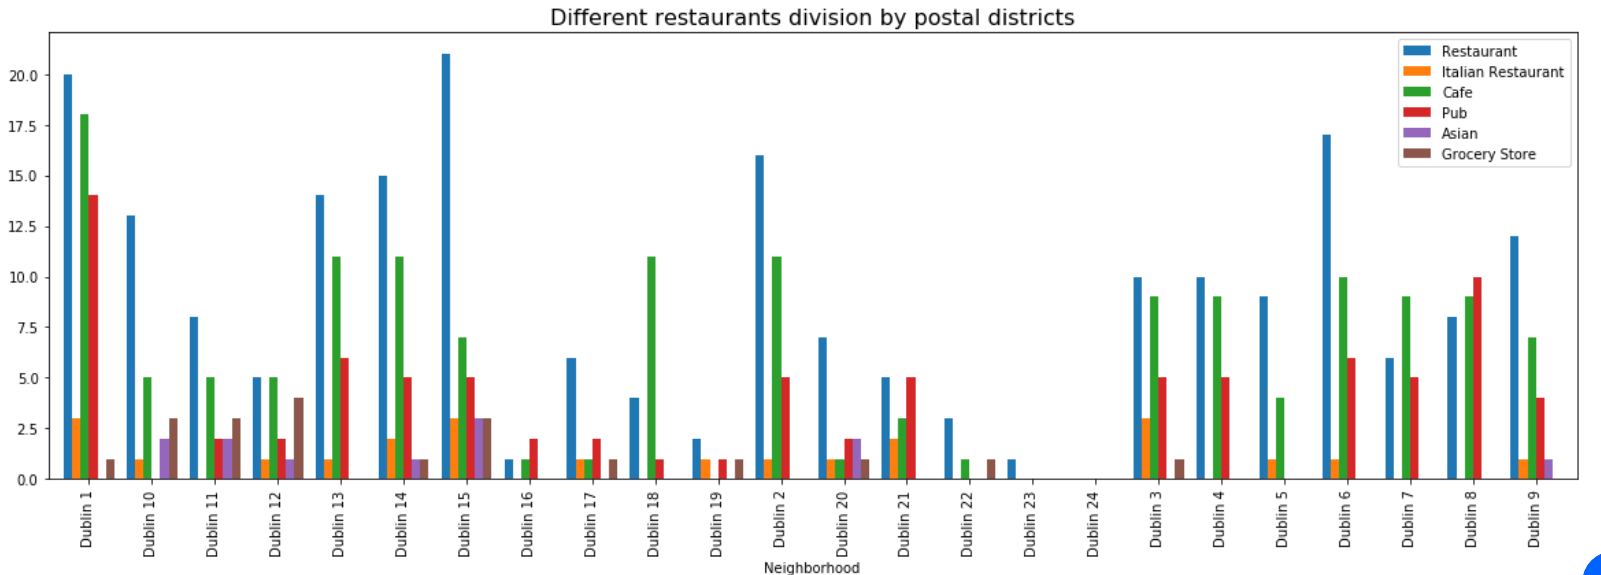 Different restaurants division by postal districts
Restaurant
Italian Restaurant
Cafe
Pub
Asian
Grocery Store
20.0
17.5
15.0
12.5
10.0
7.5
5.0
2.5
0.0
Dublin 1
Dublin 10
Dublin 11
Dublin 12
Dublin 13
Dublin 14
Dublin 15
Dublin 16
Dublin 17
Dublin 18
Dublin 19
Dublin 2
Dublin 20
Dublin 21
Dublin 22
Dublin 23
Dublin 24
Dublin 3
Dublin 4
Dublin 5
Dublin 6
Dublin 7
Dublin 8
Dublin 9
Neighborhood